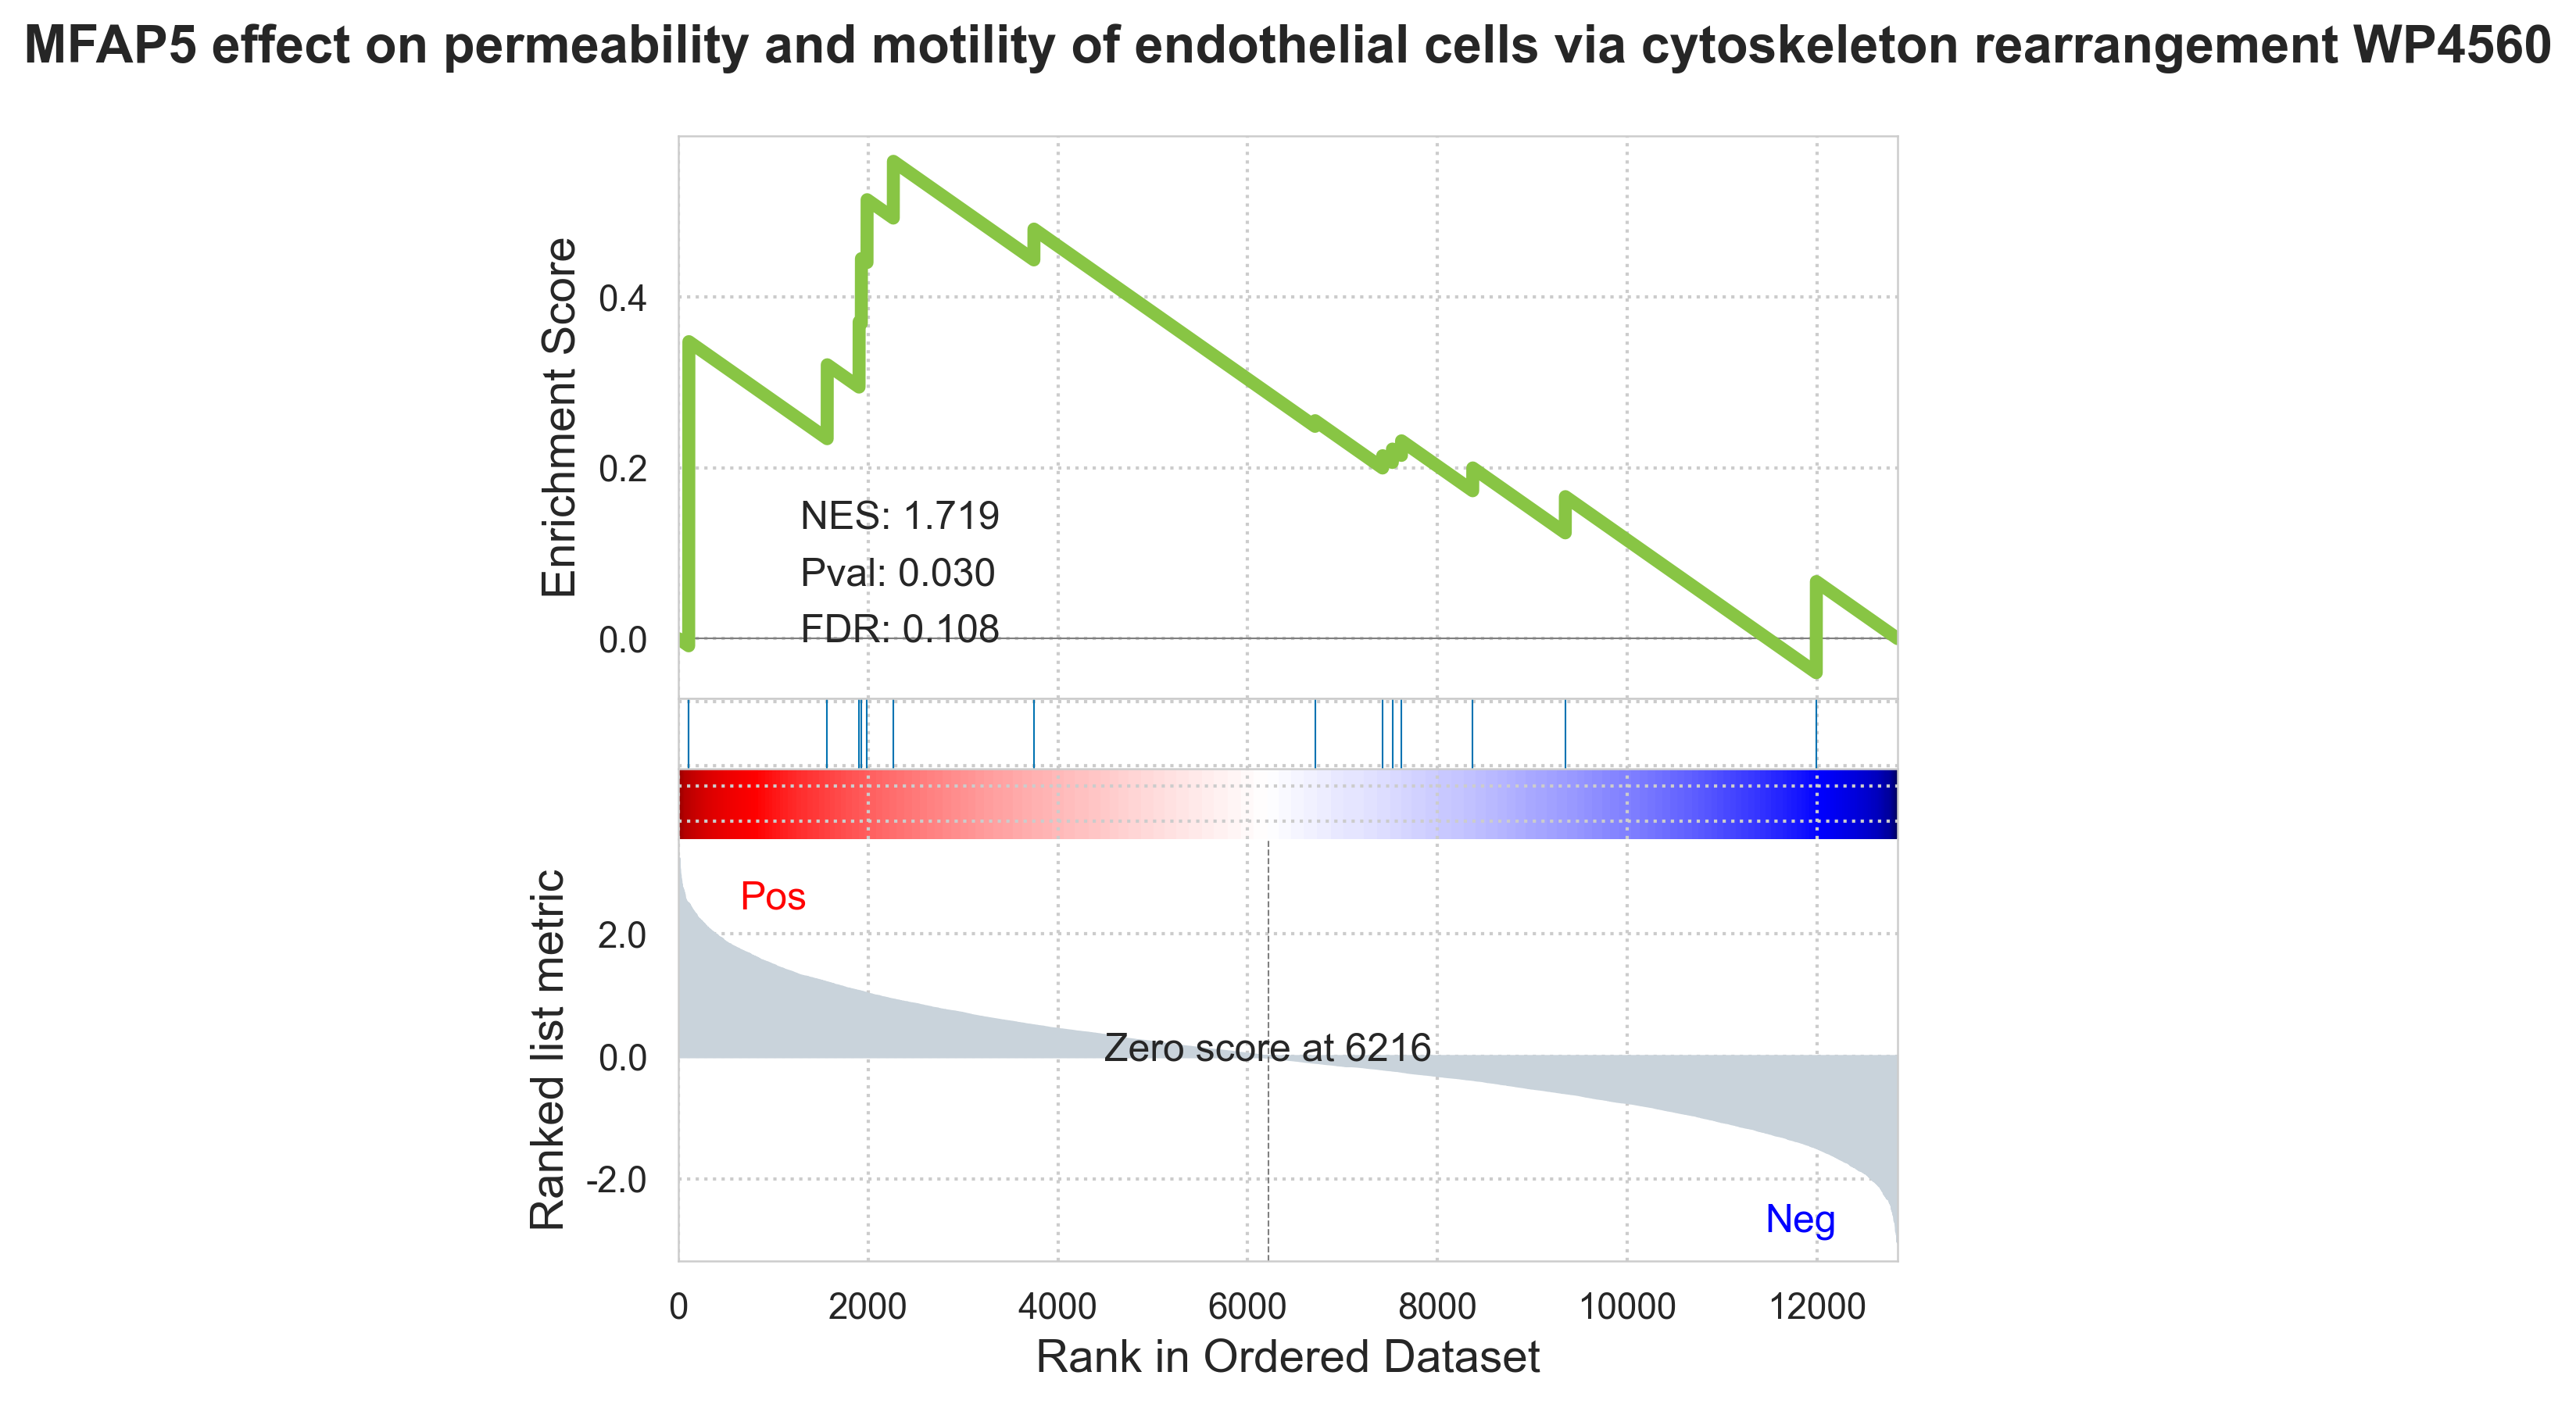 MFAP5 effect on permeability and motility of endothelial cells via cytoskeleton rearrangement WP4560
Enrichment Score
0.4
0.2
0.0
NES: 1.719
Pval: 0.030
FDR: 0.108
Ranked list metric
Pos
2.0
0.0
-2.0
Zero score at 6216
Neg
0 2000 4000 6000 8000 10000 12000
Rank in Ordered Dataset